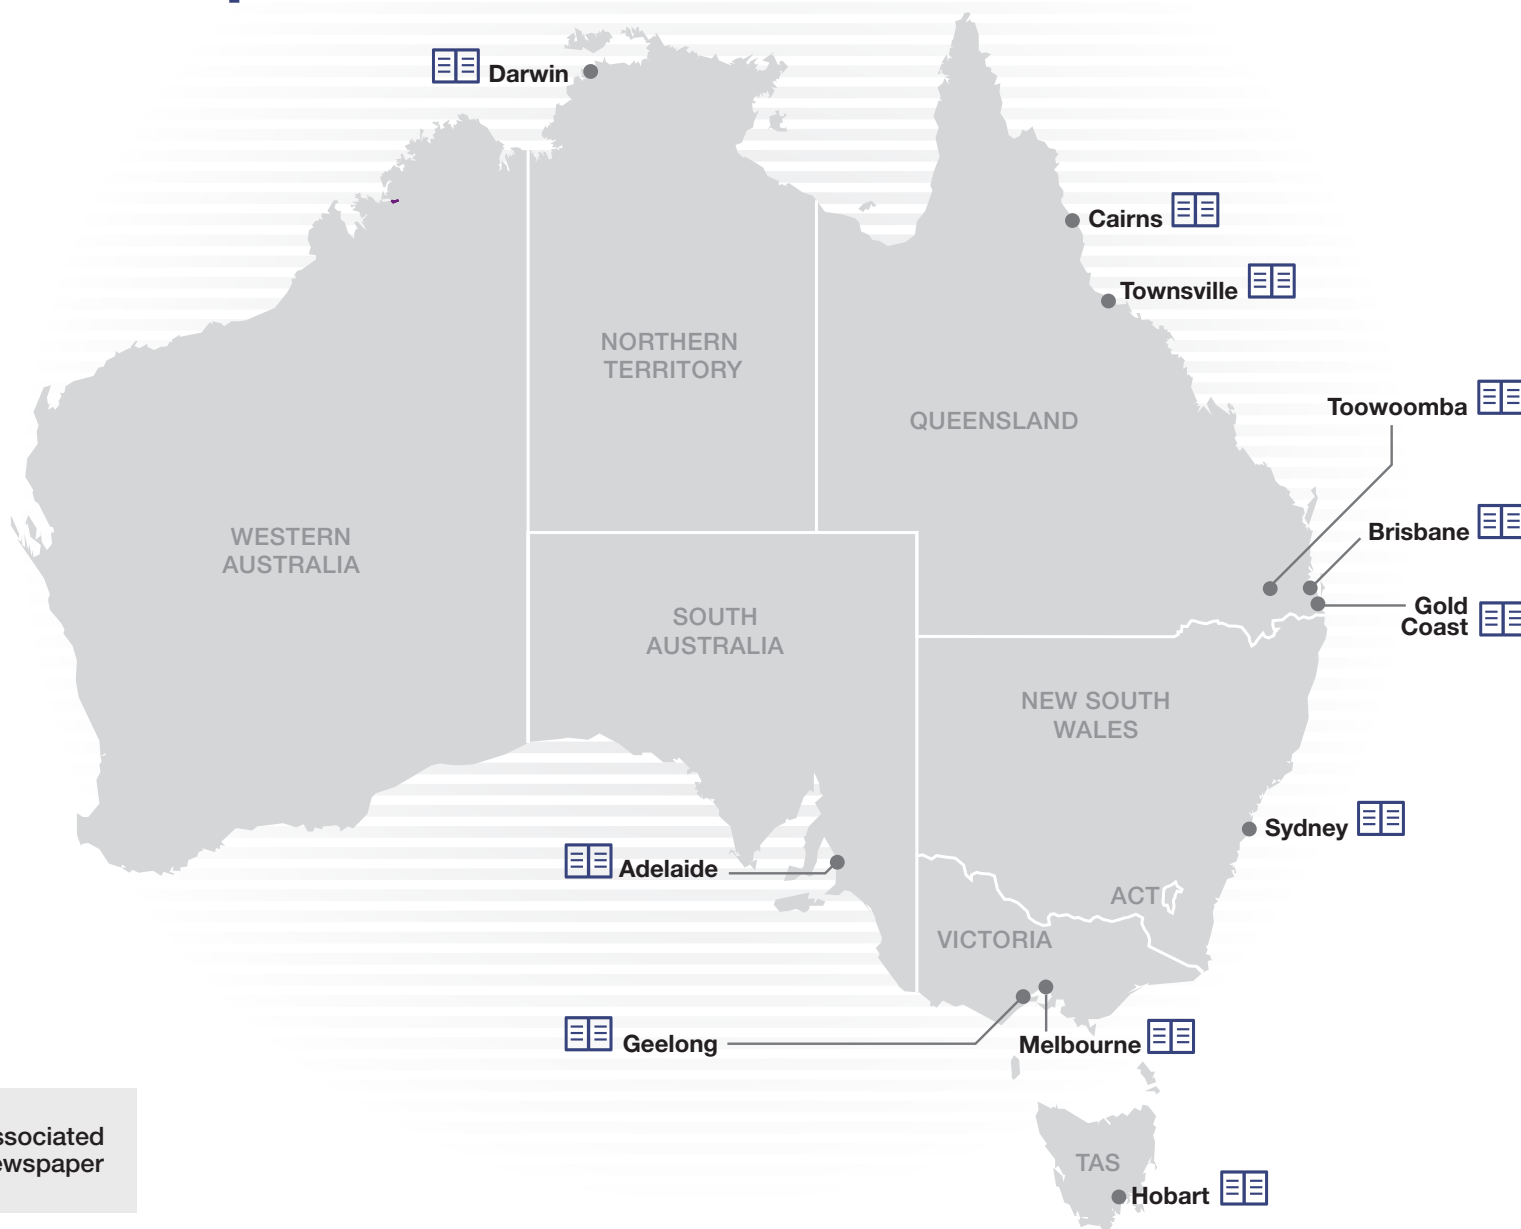 Darwin
Cairns
Townsville
NORTHERN
TERRITORY
Toowoomba
QUEENSLAND
Brisbane
WESTERN
AUSTRALIA
Gold
Coast
SOUTH
AUSTRALIA
NEW SOUTH
WALES
Sydney
Adelaide
ACT
VICTORIA
Geelong
Melbourne
ssociated
ewspaper
TAS
Hobart